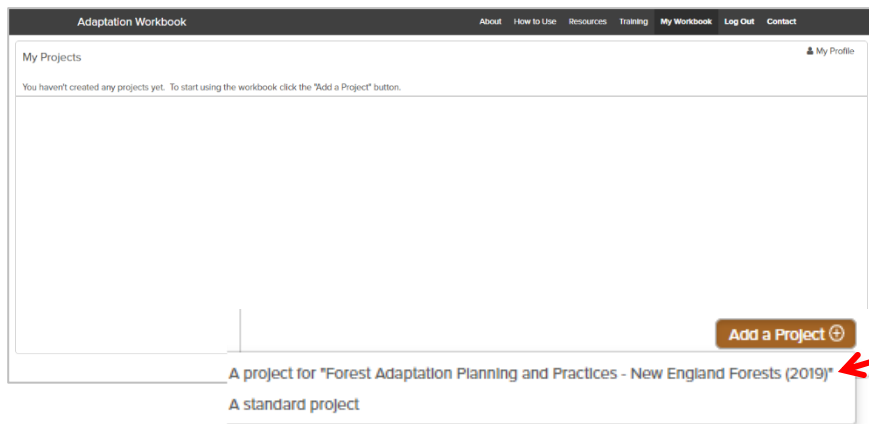 Adaptation Workbook
About How to Use Resources Training My Workbook Log Out Contact
My Projects
My Profile
You haven't created any projects yet. To start using the workbook click the "Add a Project" button.
Add a Project
A project for "Forest Adaptation Planning and Practices - New England Forests (2019)"
A standard project